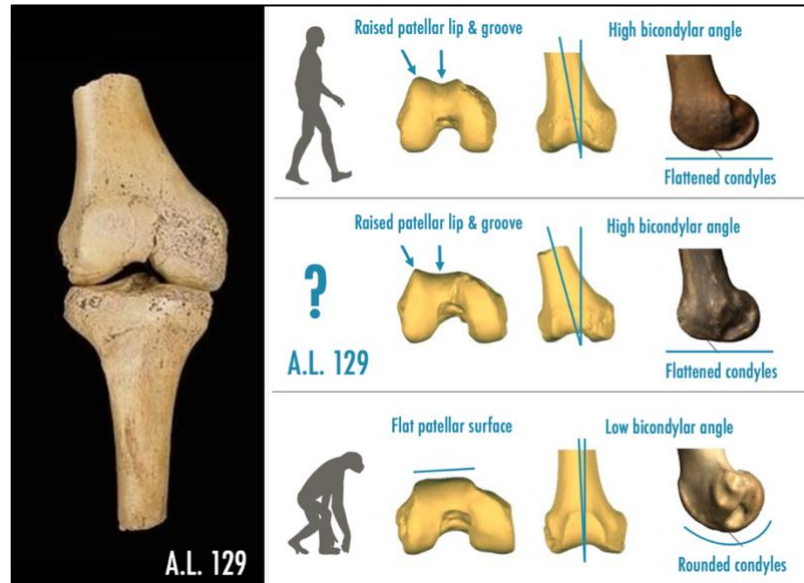 A.L. 129
Raised patellar lip & groove
High bicondylar angle
Flattened condyles
?
A.L. 129
Raised patellar lip & groove
High bicondylar angle
Flattened condyles
Flat patellar surface
Low bicondylar angle
Rounded condyles